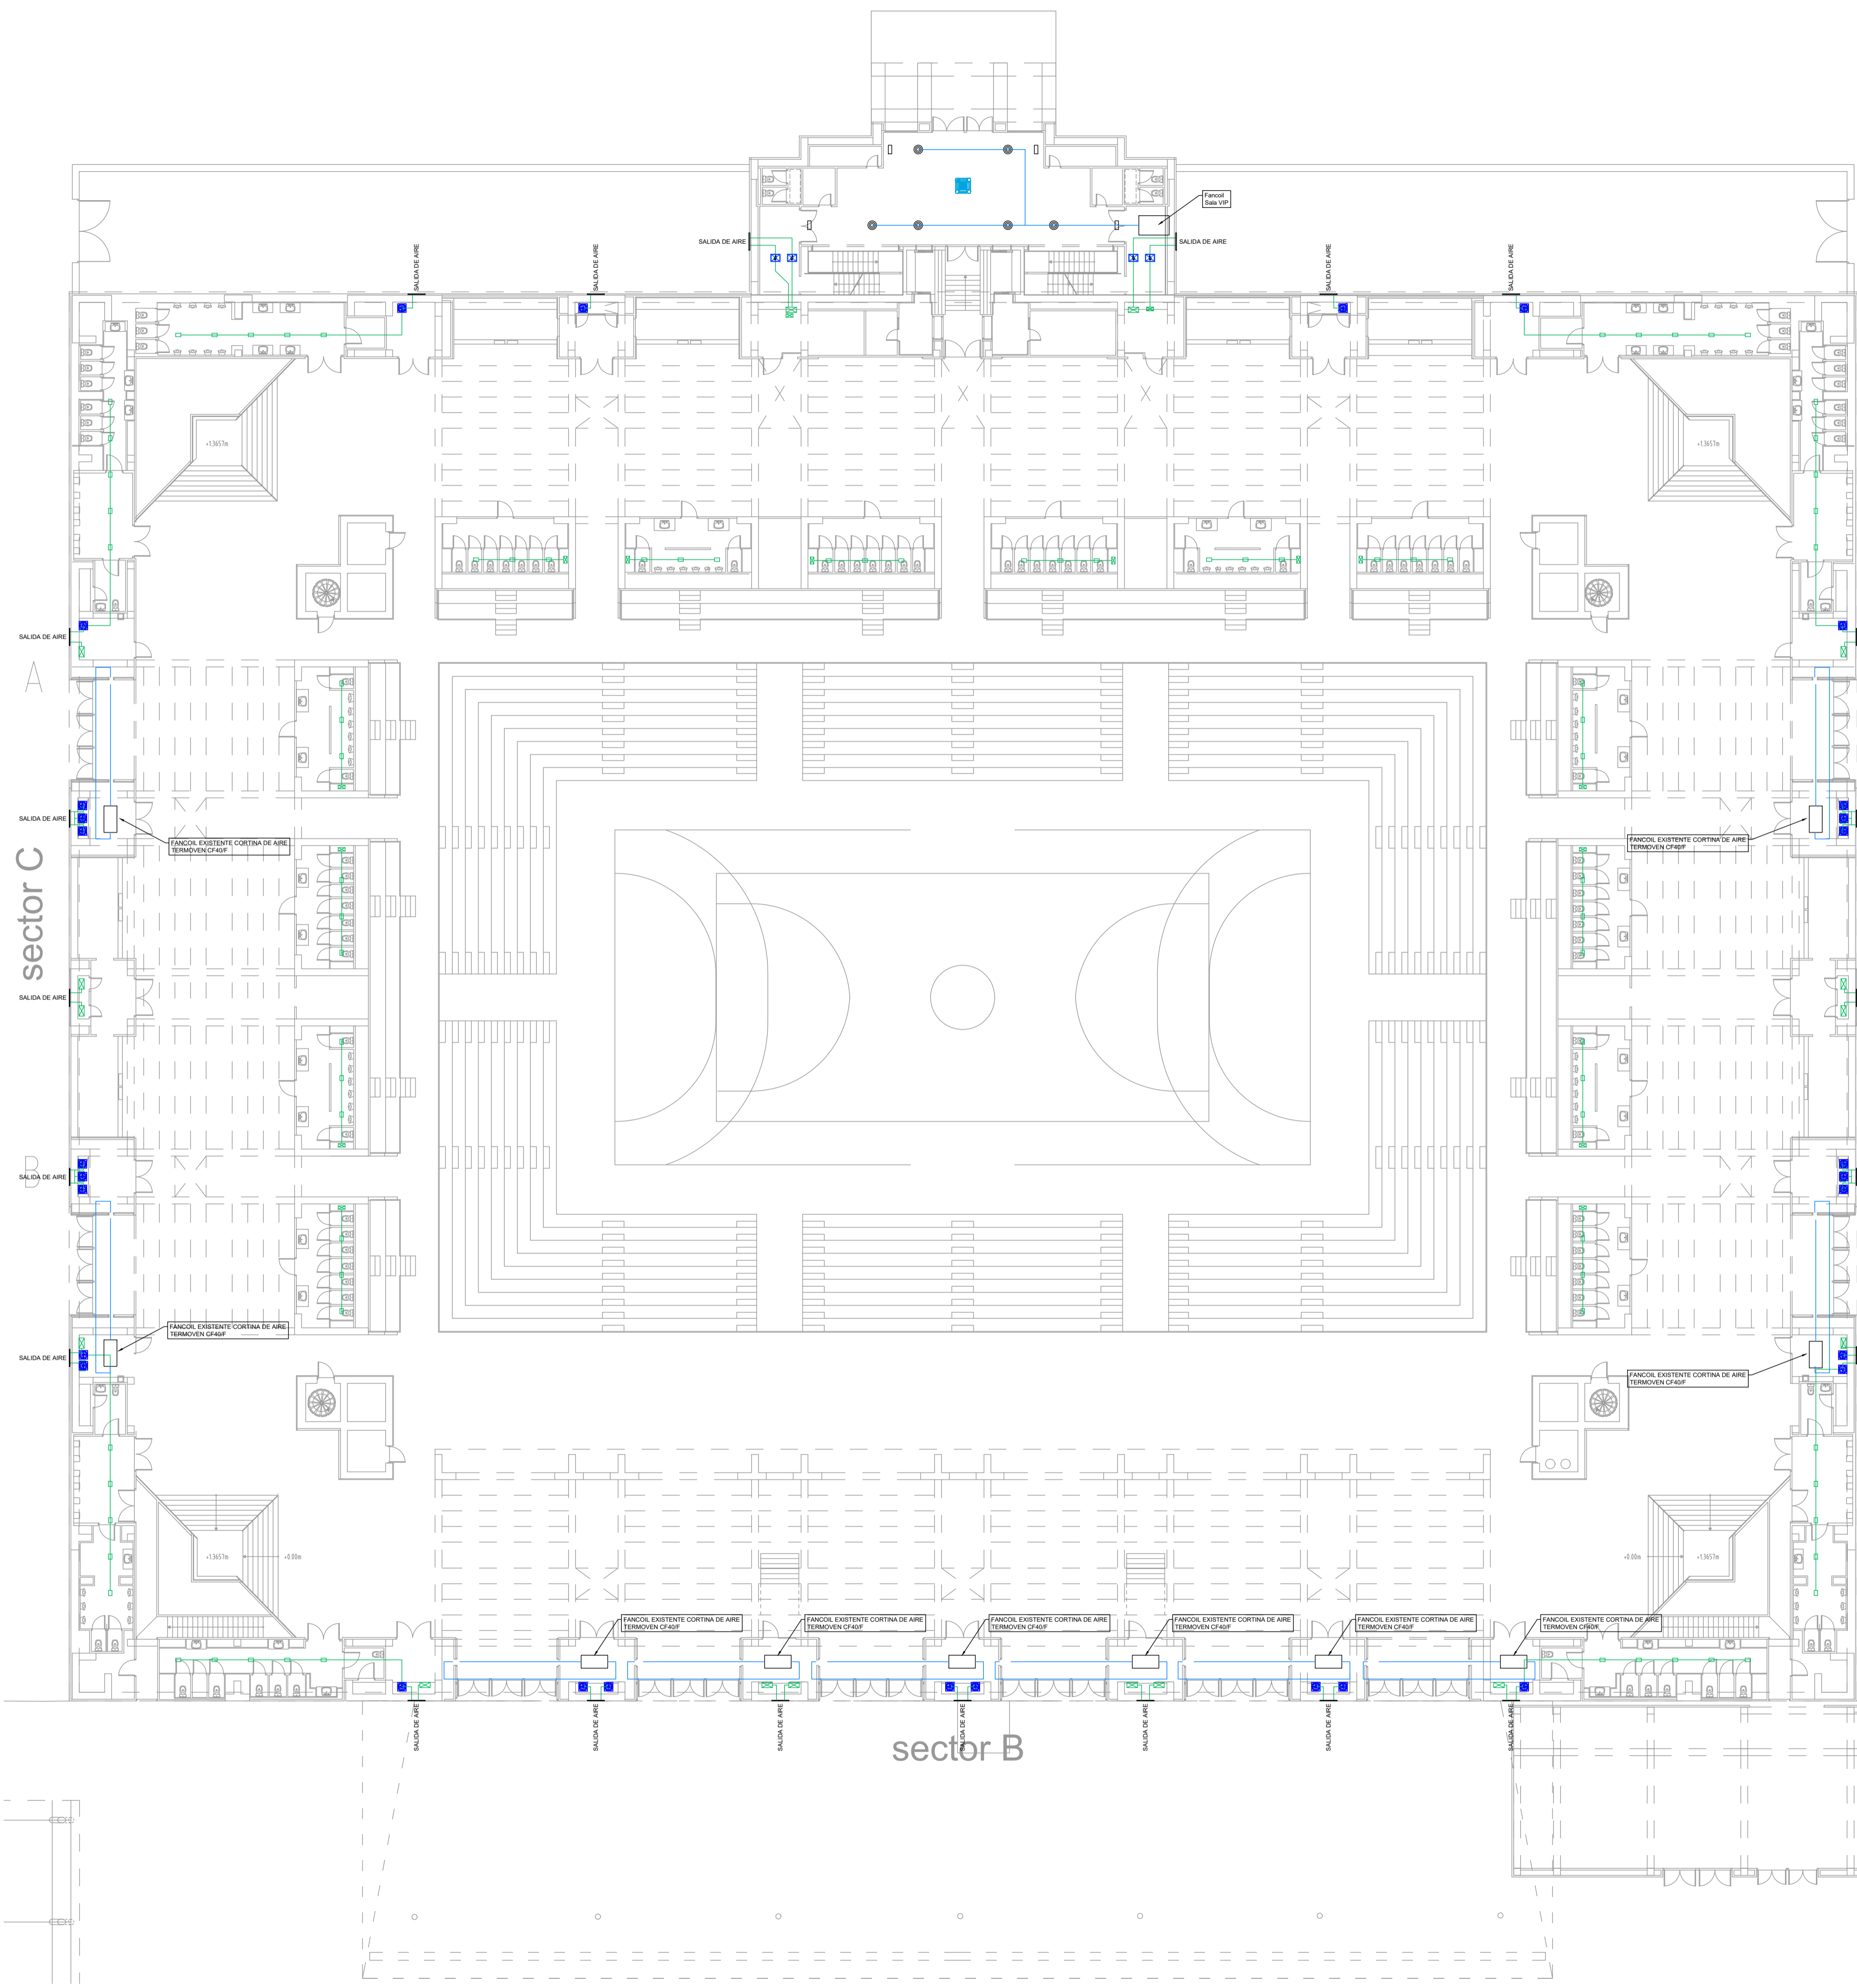 Fancoil
Sala VIP
SALIDA DE AIRE
SALIDA DE AIRE
SALIDA DE AIRE
SALIDA DE AIRE
SALIDA DE AIRE
SALIDA DE AIRE
+1.3657m
+1.3657m
SALIDA DE AIRE
A
SALIDA DE AIRE
FANCOIL EXISTENTE CORTINA DE AIRE
TERMOVEN CF40/F
FANCOIL EXISTENTE CORTINA DE AIRE
TERMOVEN CF40/F
sector C
SALIDA DE AIRE
B
SALIDA DE AIRE
FANCOIL EXISTENTE CORTINA DE AIRE
TERMOVEN CF40/F
SALIDA DE AIRE
FANCOIL EXISTENTE CORTINA DE AIRE
TERMOVEN CF40/F
+1.3657m
+0.00m
+0.00m
+1.3657m
FANCOIL EXISTENTE CORTINA DE AIRE
TERMOVEN CF40/F
FANCOIL EXISTENTE CORTINA DE AIRE
TERMOVEN CF40/F
FANCOIL EXISTENTE CORTINA DE AIRE
TERMOVEN CF40/F
FANCOIL EXISTENTE CORTINA DE AIRE
TERMOVEN CF40/F
FANCOIL EXISTENTE CORTINA DE AIRE
TERMOVEN CF40/F
FANCOIL EXISTENTE CORTINA DE AIRE
TERMOVEN CF40/F
SALIDA DE AIRE
SALIDA DE AIRE
SALIDA DE AIRE
SALIDA DE AIRE
SALIDA DE AIRE
SALIDA DE AIRE
SALIDA DE AIRE
sector B